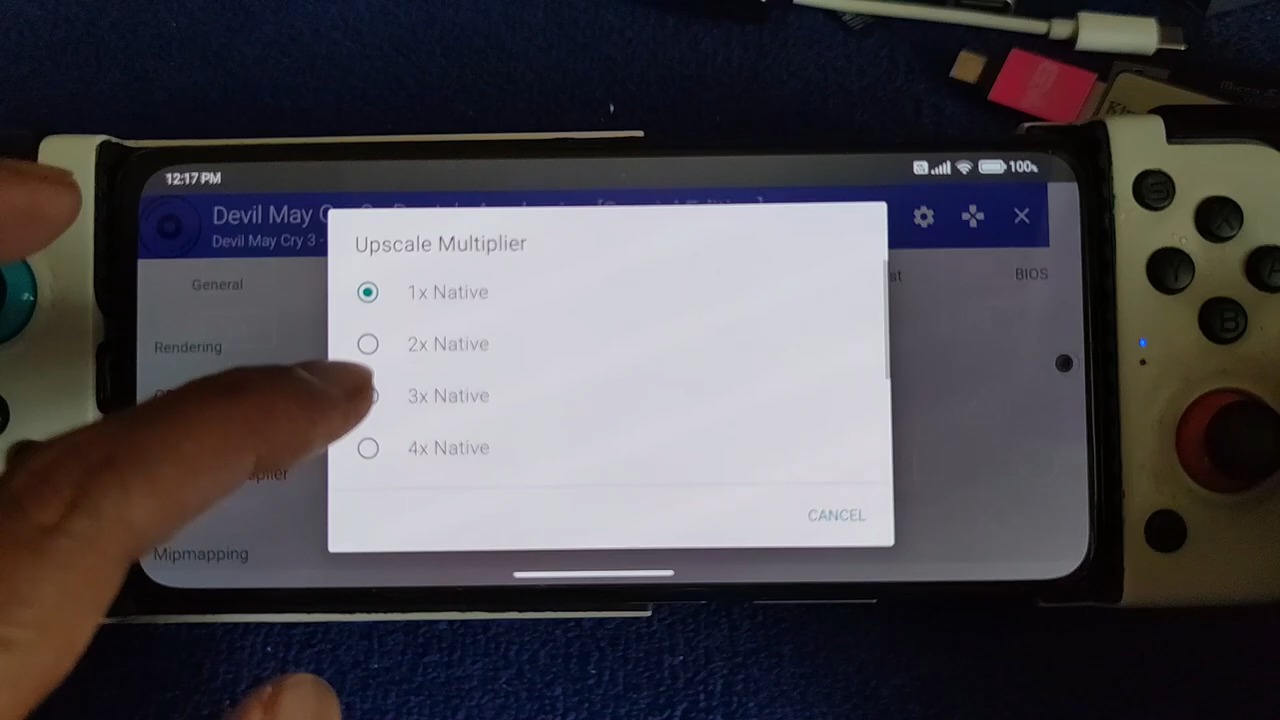 12:17 PM
100%
Devil May
Devil May Cry 3 -
Upscale Multiplier
1x Native
2x Native
3x Native
4x Native
CANCEL
General
BIOS
Rendering
Mipmapping
S
X
Y
A
B